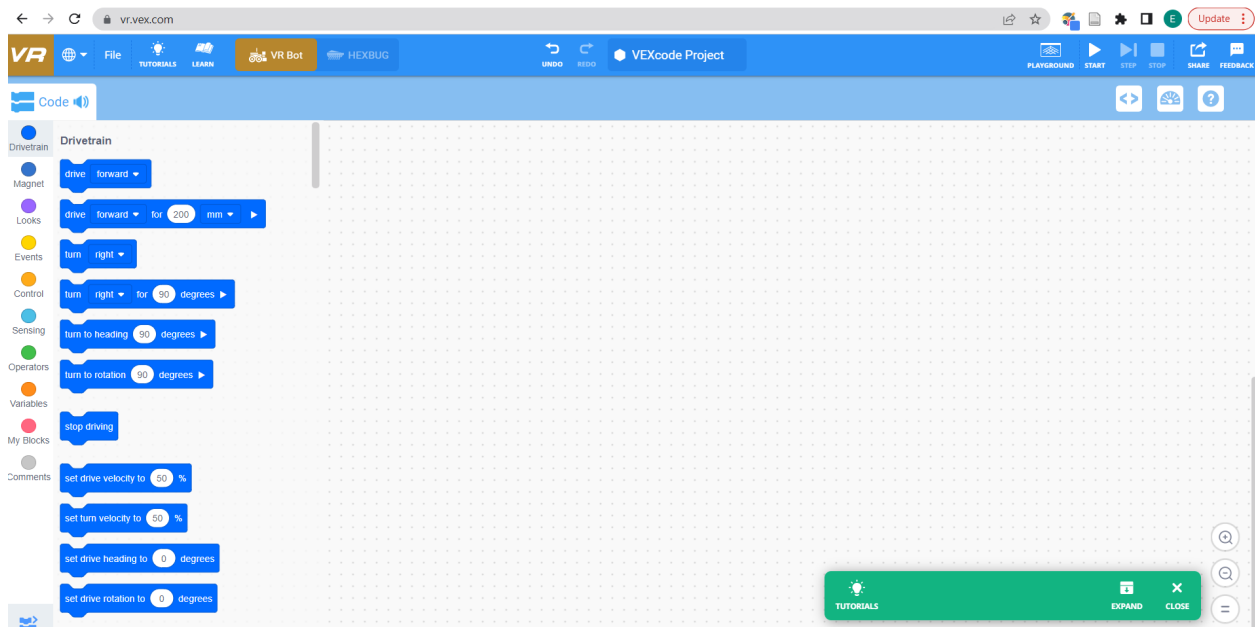 vr.vex.com
E
Update
VR
File
TUTORIALS
LEARN
VR Bot
HEXBUG
UNDO
REDO
VEXcode Project
PLAYGROUND
START
STEP
STOP
SHARE
FEEDBACK
Code
<>
?
Drivetrain
Magnet
Looks
Events
Control
Sensing
Operators
Variables
My Blocks
Comments
Drivetrain
drive forward
drive forward for 200 mm
turn right
turn right for 90 degrees
turn to heading 90 degrees
turn to rotation 90 degrees
stop driving
set drive velocity to 50 %
set turn velocity to 50 %
set drive heading to 0 degrees
set drive rotation to 0 degrees
TUTORIALS
EXPAND
CLOSE